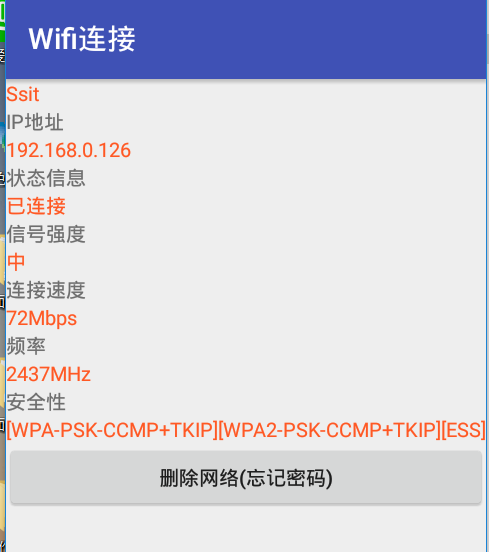 Wifi连接
Ssit
IP地址
192.168.0.126
状态信息
已连接
信号强度
中
连接速度
72Mbps
频率
2437MHz
安全性
[WPA-PSK-CCMP+TKIP][WPA2-PSK-CCMP+TKIP][ESS]
删除网络(忘记密码)